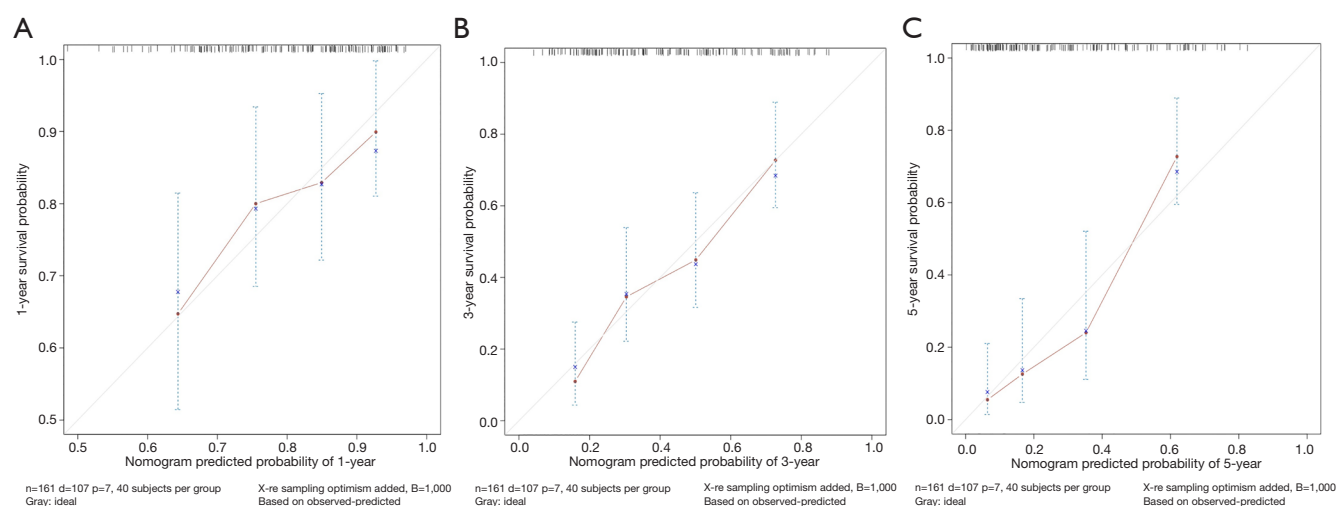 A
1-year survival probability
1.0
0.9
0.8
0.7
0.6
0.5
0.5 0.6 0.7 0.8 0.9 1.0
Nomogram predicted probability of 1-year
n=161 d=107 p=7, 40 subjects per group
Gray: ideal
X-re sampling optimism added, B=1,000
Based on observed-predicted
B
3-year survival probability
1.0
0.8
0.6
0.4
0.2
0.0
0.0 0.2 0.4 0.6 0.8 1.0
Nomogram predicted probability of 3-year
n=161 d=107 p=7, 40 subjects per group
Gray: ideal
X-re sampling optimism added, B=1,000
Based on observed-predicted
C
5-year survival probability
1.0
0.8
0.6
0.4
0.2
0.0
0.0 0.2 0.4 0.6 0.8 1.0
Nomogram predicted probability of 5-year
n=161 d=107 p=7, 40 subjects per group
Gray: ideal
X-re sampling optimism added, B=1,000
Based on observed-predicted